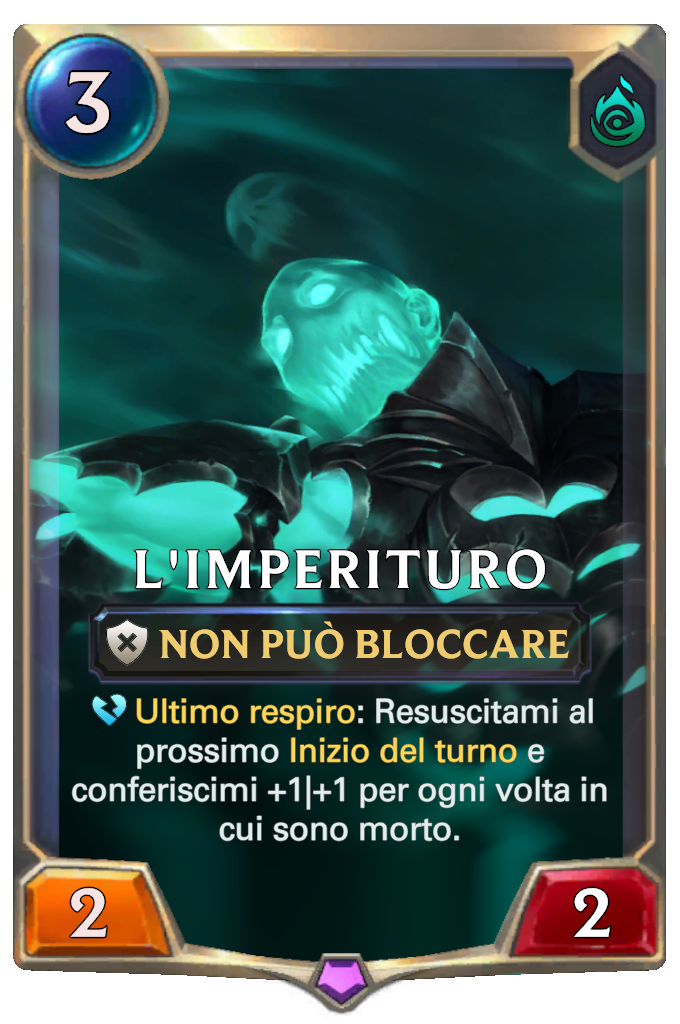 3
L'IMPERITURO
NON PUÒ BLOCCARE
Ultimo respiro: Resuscitami al
prossimo Inizio del turno e
conferiscimi +1|+1 per ogni volta in
cui sono morto.
2
2